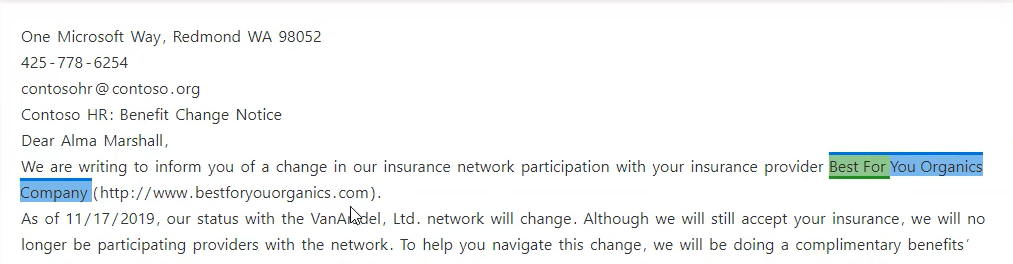 One Microsoft Way, Redmond WA 98052
425-778-6254
contosohr@contoso.org
Contoso HR: Benefit Change Notice
Dear Alma Marshall,
We are writing to inform you of a change in our insurance network participation with your insurance provider Best For You Organics
Company (http://www.bestforyouorganics.com).
As of 11/17/2019, our status with the VanArsdel, Ltd. network will change. Although we will still accept your insurance, we will no
longer be participating providers with the network. To help you navigate this change, we will be doing a complimentary benefits’